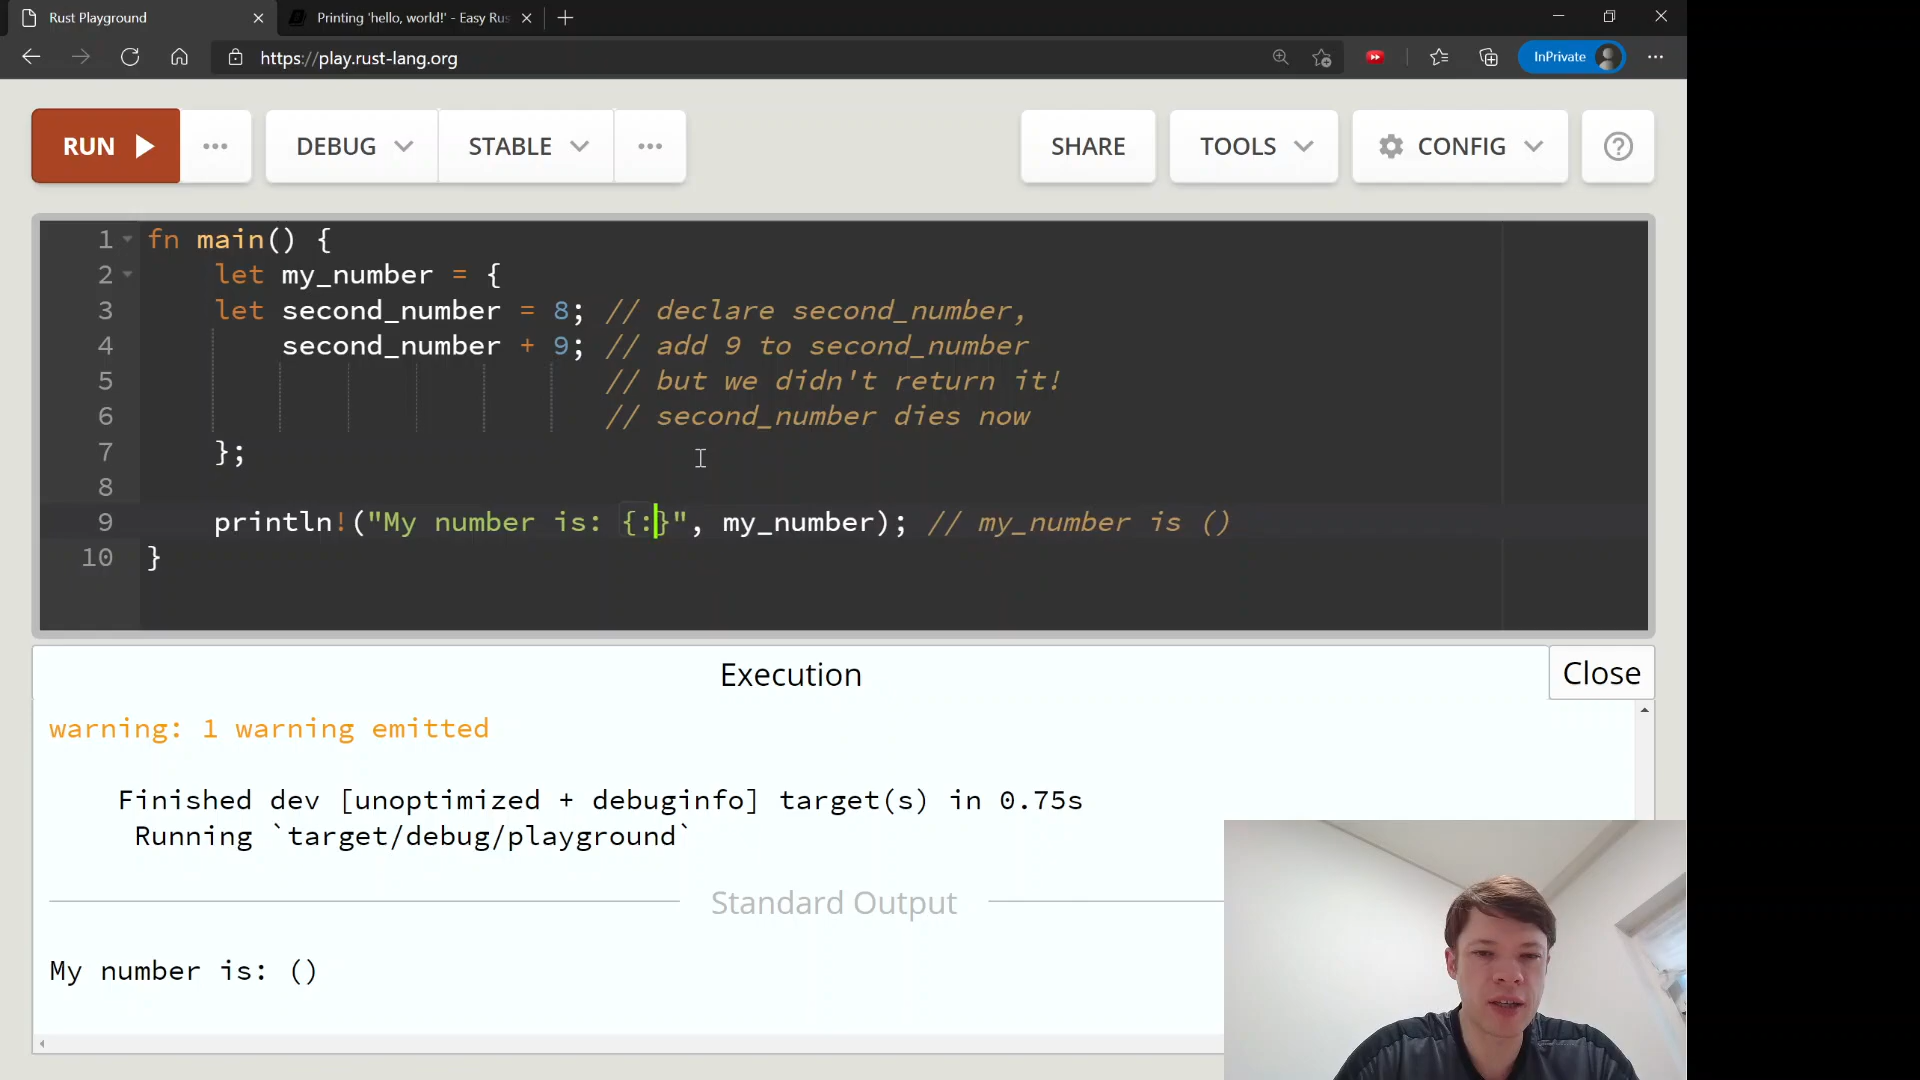 Rust Playground
Printing 'hello, world!' - Easy Rus
https://play.rust-lang.org
InPrivate
RUN
DEBUG
STABLE
SHARE
TOOLS
CONFIG
1 fn main() {
2 let my_number = {
3 let second_number = 8; // declare second_number,
4 second_number + 9; // add 9 to second_number
5 // but we didn't return it!
6 // second_number dies now
7 };
8
9 println!("My number is: {:}", my_number); // my_number is ()
10 }
Execution
Close
warning: 1 warning emitted
Finished dev [unoptimized + debuginfo] target(s) in 0.75s
Running `target/debug/playground`
Standard Output
My number is: ()